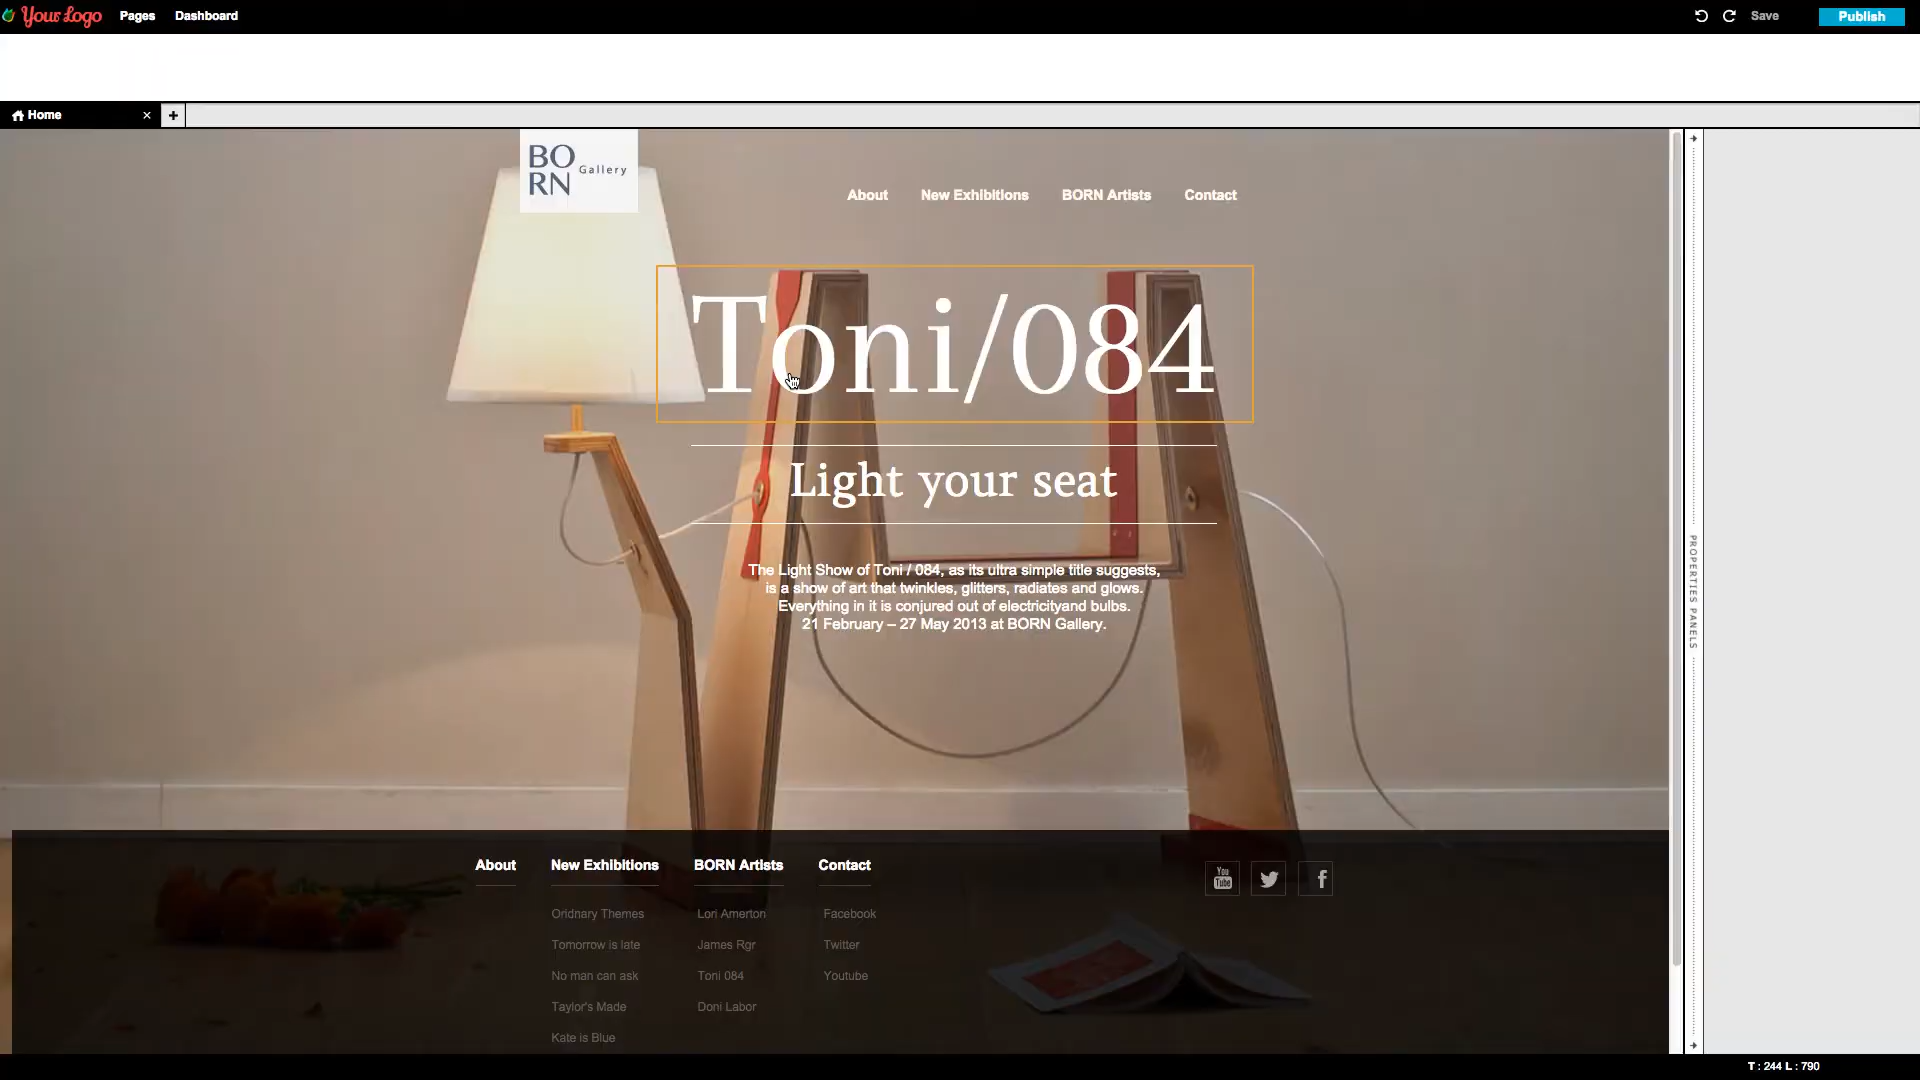 Your Logo Pages Dashboard Save Publish
Home × +
BO
RN Gallery
About New Exhibitions BORN Artists Contact
Toni/084
Light your seat
The Light Show of Toni / 084, as its ultra simple title suggests,
is a show of art that twinkles, glitters, radiates and glows.
Everything in it is conjured out of electricityand bulbs.
21 February – 27 May 2013 at BORN Gallery.
PROPERTIES PANELS
About New Exhibitions BORN Artists Contact
You
Tube
f
Oridnary Themes Lori Amerton Facebook
Tomorrow is late James Rgr Twitter
No man can ask Toni 084 Youtube
Taylor's Made Doni Labor
Kate is Blue
T : 244 L : 790